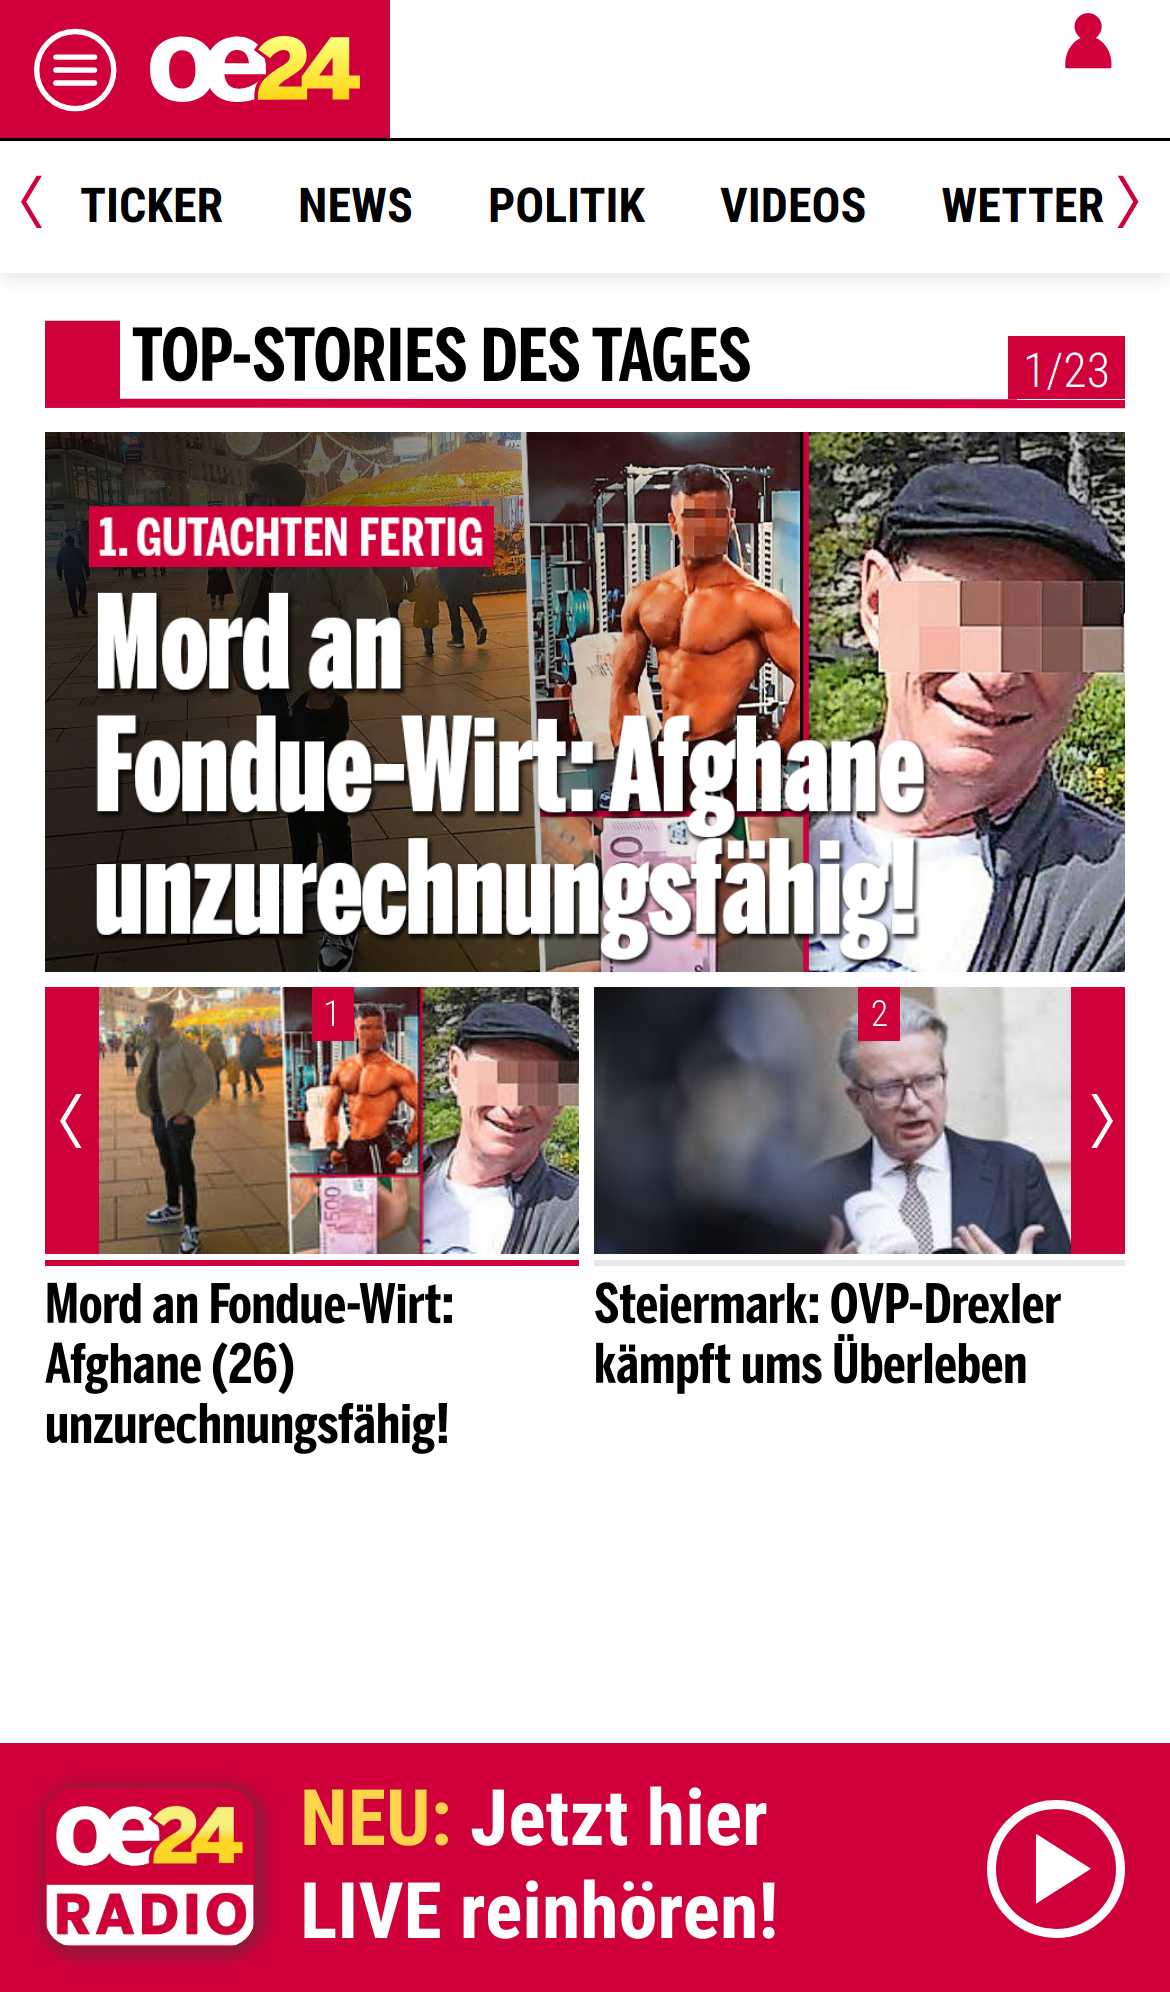 oe24
TICKER NEWS POLITIK VIDEOS WETTER
TOP-STORIES DES TAGES
1/23
1. GUTACHTEN FERTIG
Mord an
Fondue-Wirt: Afghane
unzurechnungsfähig!
1
2
500
Mord an Fondue-Wirt:
Afghane (26)
unzurechnungsfähig!
Steiermark: ÖVP-Drexler
kämpft ums Überleben
oe24
RADIO
NEU: Jetzt hier
LIVE reinhören!